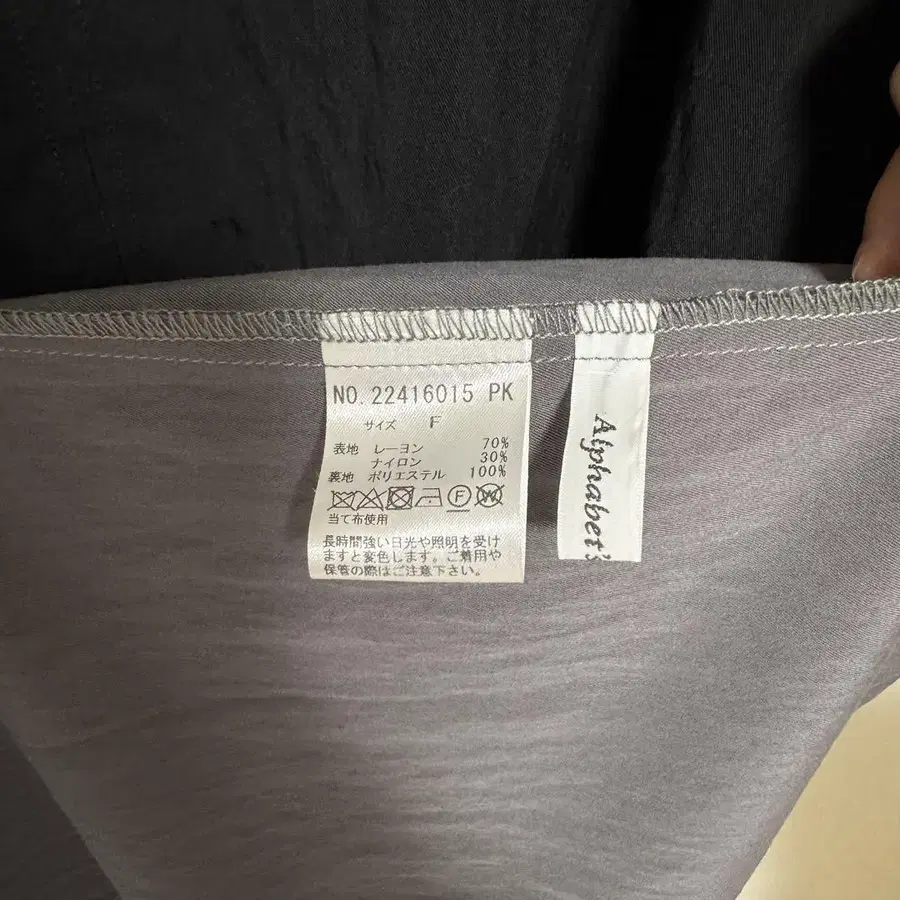 NO. 22416015 PK
サイズ F
表地 レーヨン 70%
ナイロン 30%
裏地 ポリエステル 100%
F W
当て布使用
長時間強い日光や照明を受け
ますと変色します。ご着用や
保管の際はご注意下さい。
Alphabet's